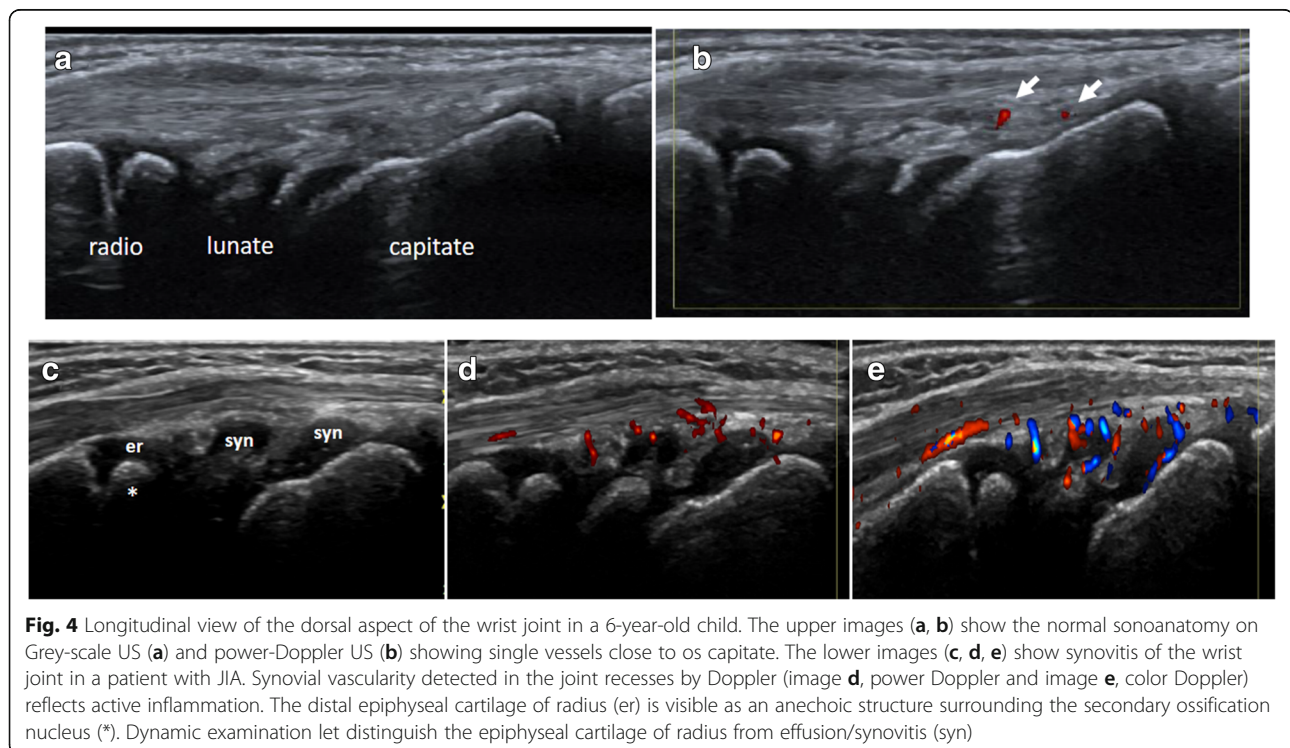 a
b
radio lunate capitate
c
d
e
er
syn
syn
*
Fig. 4 Longitudinal view of the dorsal aspect of the wrist joint in a 6-year-old child. The upper images (a, b) show the normal sonoanatomy on
Grey-scale US (a) and power-Doppler US (b) showing single vessels close to os capitate. The lower images (c, d, e) show synovitis of the wrist
joint in a patient with JIA. Synovial vascularity detected in the joint recesses by Doppler (image d, power Doppler and image e, color Doppler)
reflects active inflammation. The distal epiphyseal cartilage of radius (er) is visible as an anechoic structure surrounding the secondary ossification
nucleus (*). Dynamic examination let distinguish the epiphyseal cartilage of radius from effusion/synovitis (syn)